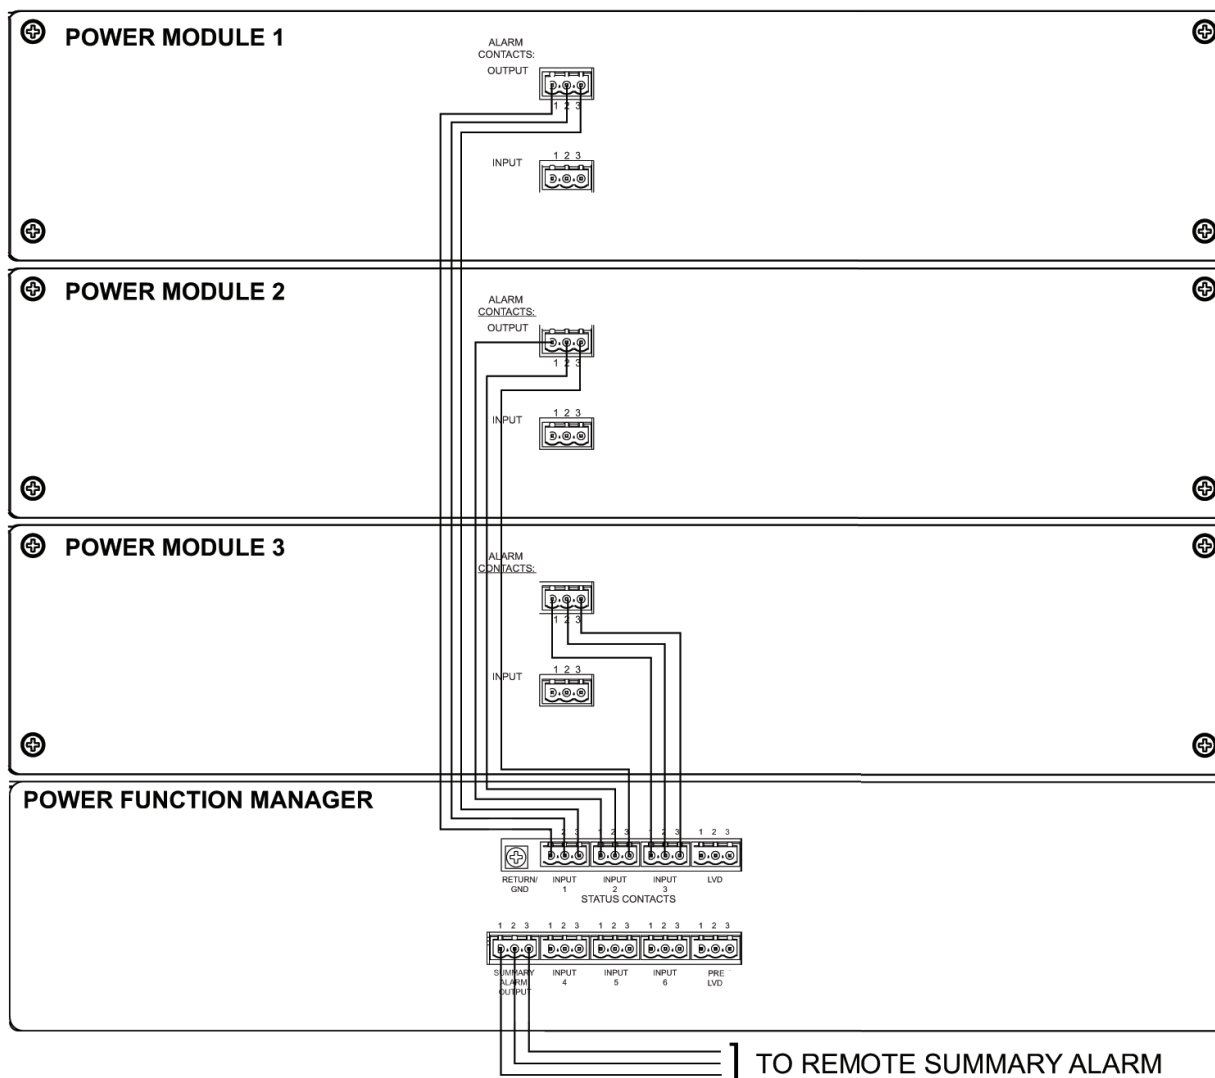 POWER MODULE 1
ALARM
CONTACTS:
OUTPUT
1 2 3
INPUT
1 2 3
POWER MODULE 2
ALARM
CONTACTS:
OUTPUT
1 2 3
INPUT
1 2 3
POWER MODULE 3
ALARM
CONTACTS:
1 2 3
INPUT
1 2 3
POWER FUNCTION MANAGER
1 2 3 1 2 3 1 2 3 1 2 3
RETURN/ INPUT INPUT INPUT LVD
GND 1 2 3
STATUS CONTACTS
1 2 3 1 2 3 1 2 3 1 2 3 1 2 3
SUMMARY INPUT INPUT INPUT PRE
ALARM 4 5 6 LVD
OUTPUT
TO REMOTE SUMMARY ALARM